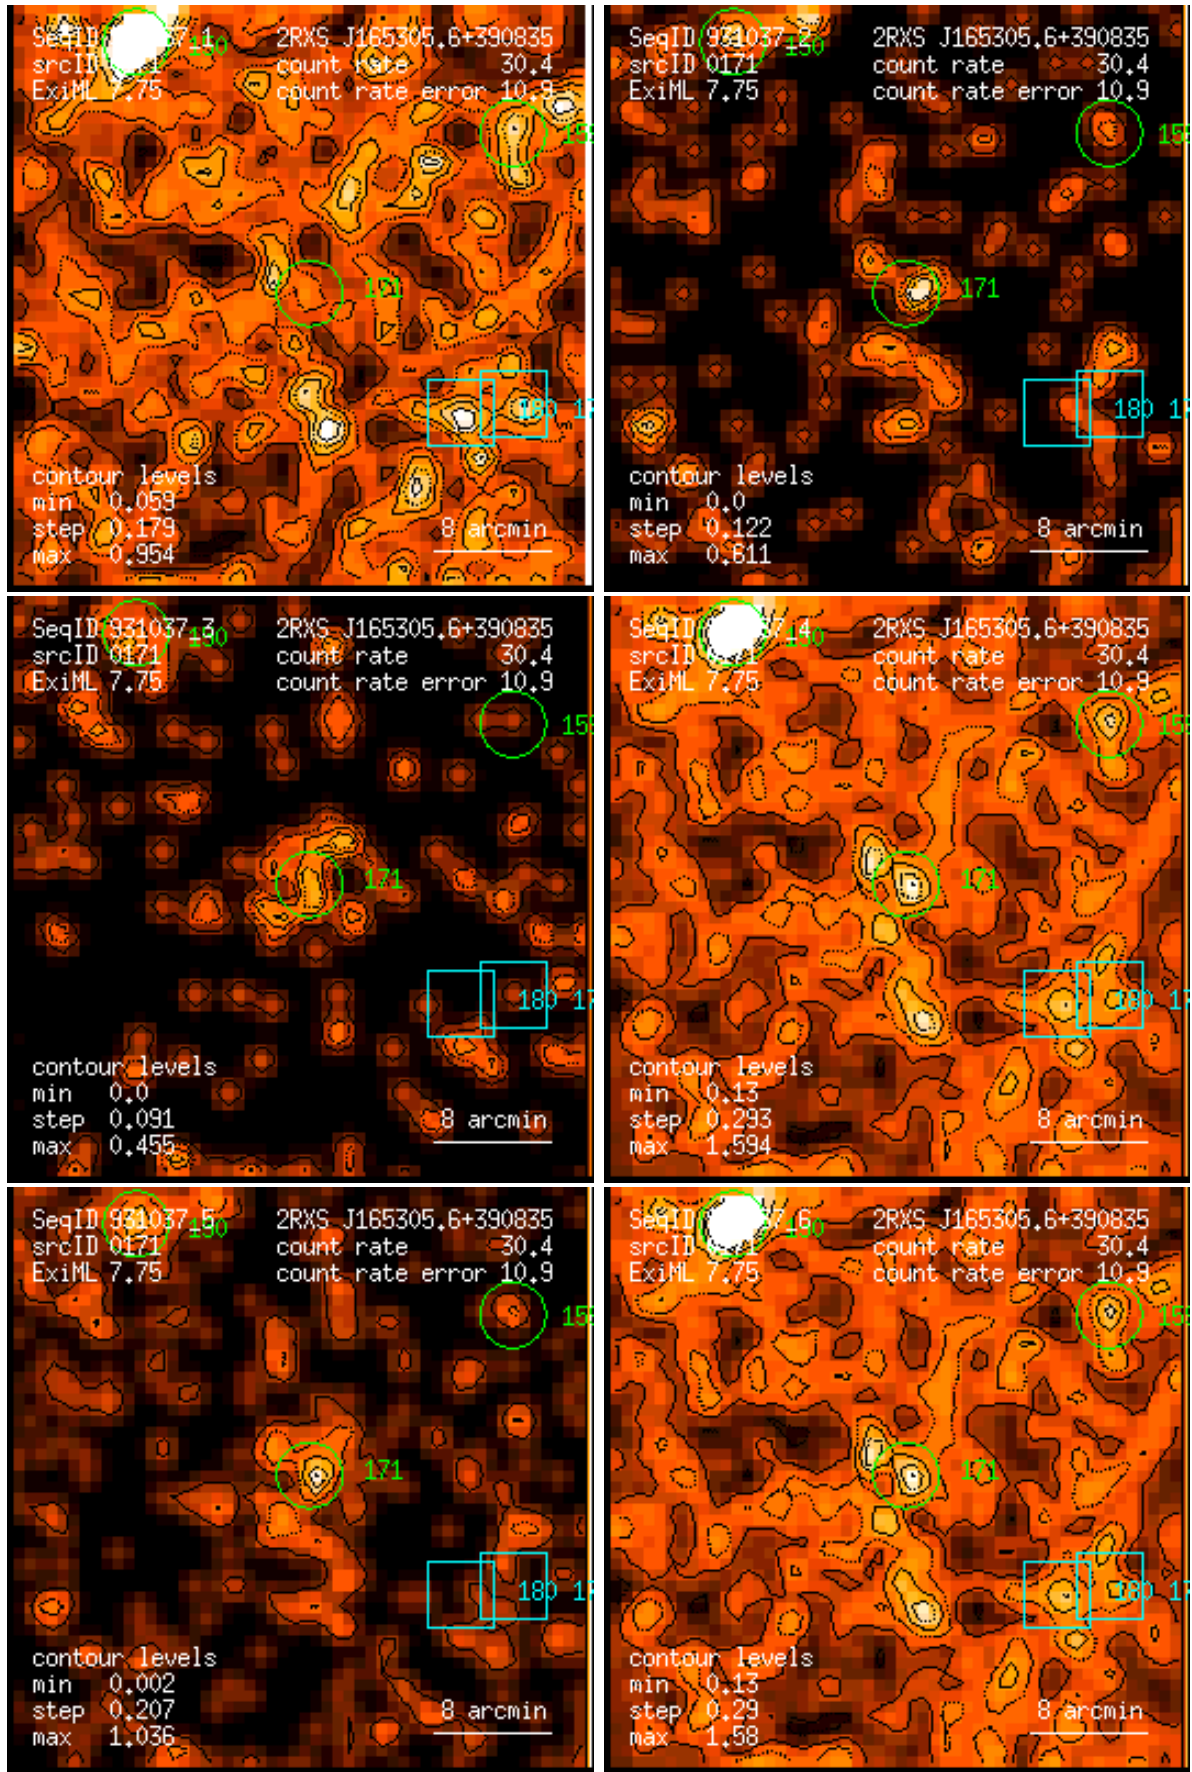 SeqID 931037_1 150 2RXS J165305.6+390835
srcID 0171 count rate 30.4
ExiML 7.75 count rate error 10.9
171
180
contour levels
min 0.059
step 0.179 8 arcmin
max 0.954
SeqID 931037_2 150 2RXS J165305.6+390835
srcID 0171 count rate 30.4
ExiML 7.75 count rate error 10.9
171
180
contour levels
min 0.0
step 0.122 8 arcmin
max 0.611
SeqID 931037_3 2RXS J165305.6+390835
srcID 0171 count rate 30.4
ExiML 7.75 count rate error 10.9
171
180
contour levels
min 0.0
step 0.091 8 arcmin
max 0.455
SeqID 2RXS J165305.6+390835
srcID count rate 30.4
ExiML 7.75 count rate error 10.9
171
180
contour levels
min 0.13
step 0.293 8 arcmin
max 1.594
SeqID 931037_5 2RXS J165305.6+390835
srcID 0171 count rate 30.4
ExiML 7.75 count rate error 10.9
171
180
contour levels
min 0.002
step 0.207 8 arcmin
max 1.036
SeqID 2RXS J165305.6+390835
srcID count rate 30.4
ExiML 7.75 count rate error 10.9
171
180
contour levels
min 0.13
step 0.29 8 arcmin
max 1.58